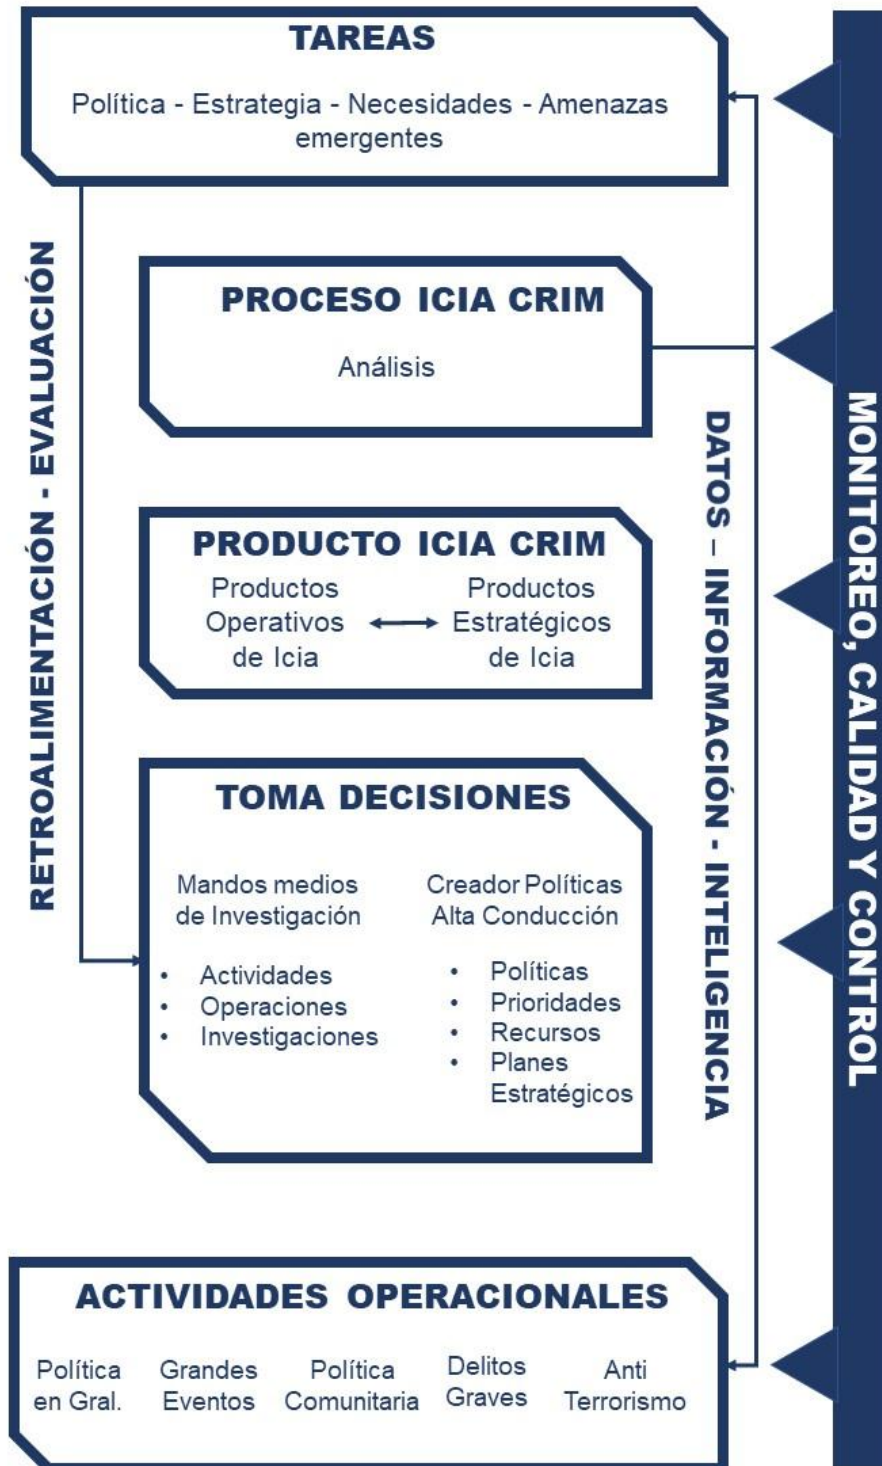 TAREAS
Política - Estrategia - Necesidades - Amenazas
emergentes
RETROALIMENTACIÓN - EVALUACIÓN
PROCESO ICIA CRIM
Análisis
PRODUCTO ICIA CRIM
Productos
Operativos
de Icia
Productos
Estratégicos
de Icia
TOMA DECISIONES
Mandos medios
de Investigación
• Actividades
• Operaciones
• Investigaciones
Creador Políticas
Alta Conducción
• Políticas
• Prioridades
• Recursos
• Planes
Estratégicos
DATOS – INFORMACIÓN - INTELIGENCIA
MONITOREO, CALIDAD Y CONTROL
ACTIVIDADES OPERACIONALES
Política
en Gral.
Grandes
Eventos
Política
Comunitaria
Delitos
Graves
Anti
Terrorismo